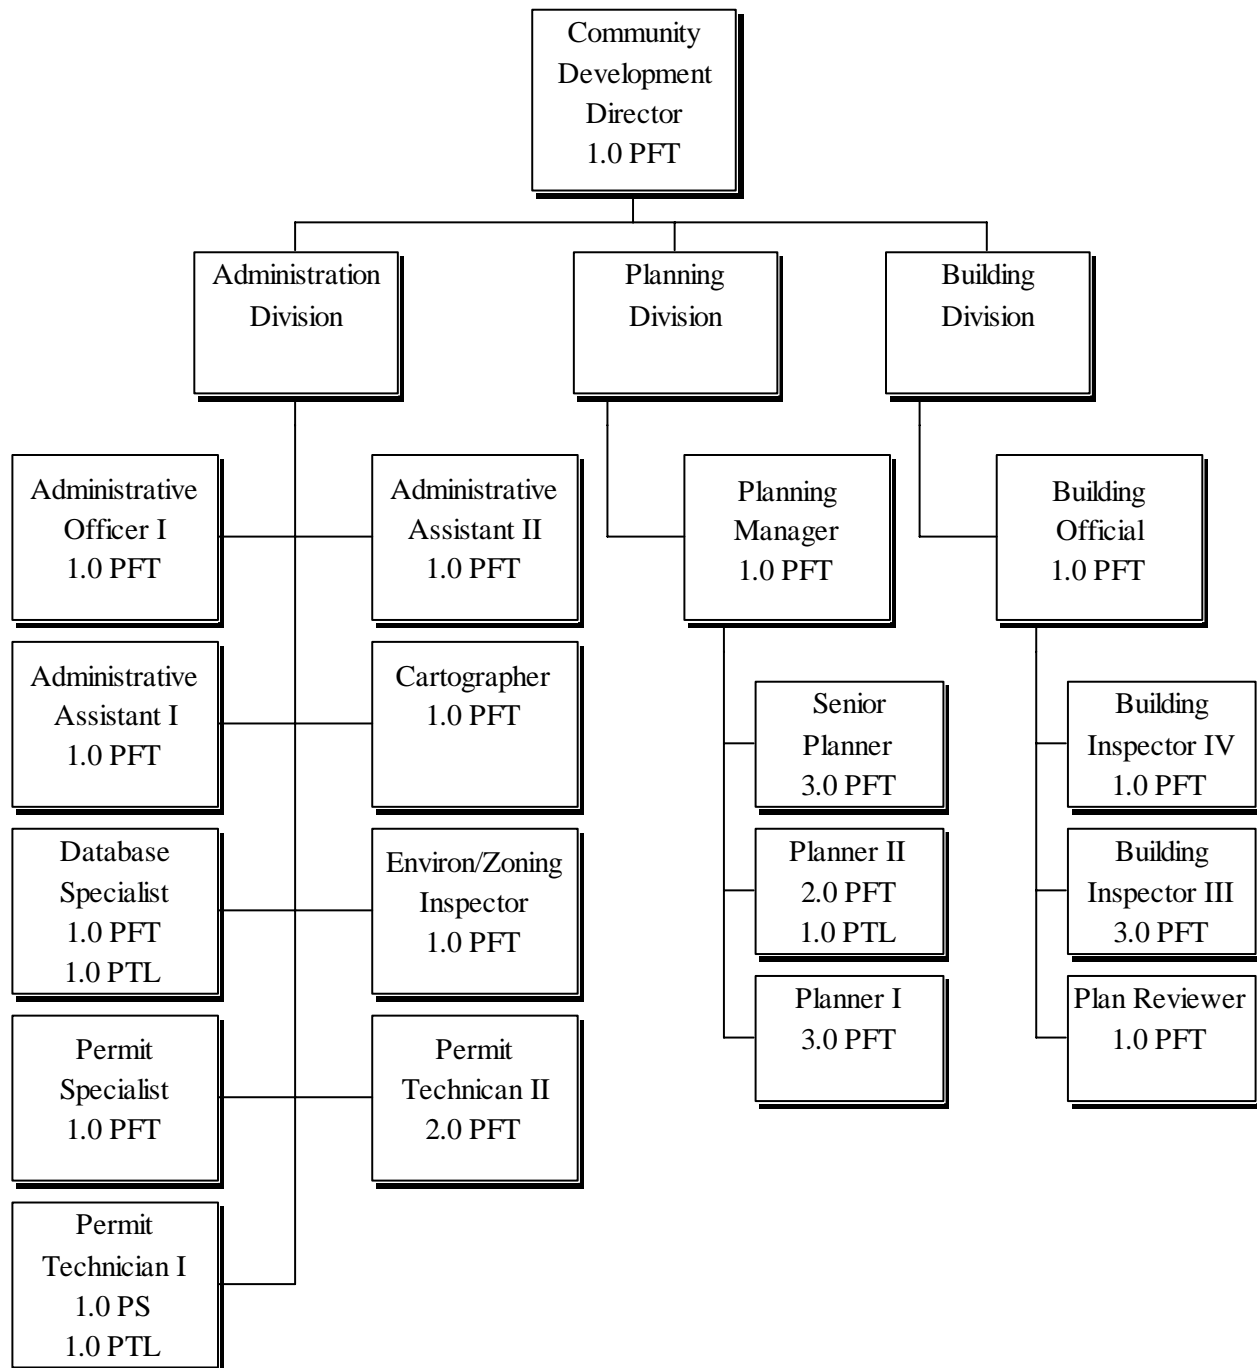 Community
Development
Director
1.0 PFT
Administration
Division
Planning
Division
Building
Division
Administrative
Officer I
1.0 PFT
Administrative
Assistant II
1.0 PFT
Planning
Manager
1.0 PFT
Building
Official
1.0 PFT
Administrative
Assistant I
1.0 PFT
Cartographer
1.0 PFT
Senior
Planner
3.0 PFT
Building
Inspector IV
1.0 PFT
Database
Specialist
1.0 PFT
1.0 PTL
Environ/Zoning
Inspector
1.0 PFT
Planner II
2.0 PFT
1.0 PTL
Building
Inspector III
3.0 PFT
Planner I
3.0 PFT
Plan Reviewer
1.0 PFT
Permit
Specialist
1.0 PFT
Permit
Technican II
2.0 PFT
Permit
Technician I
1.0 PS
1.0 PTL